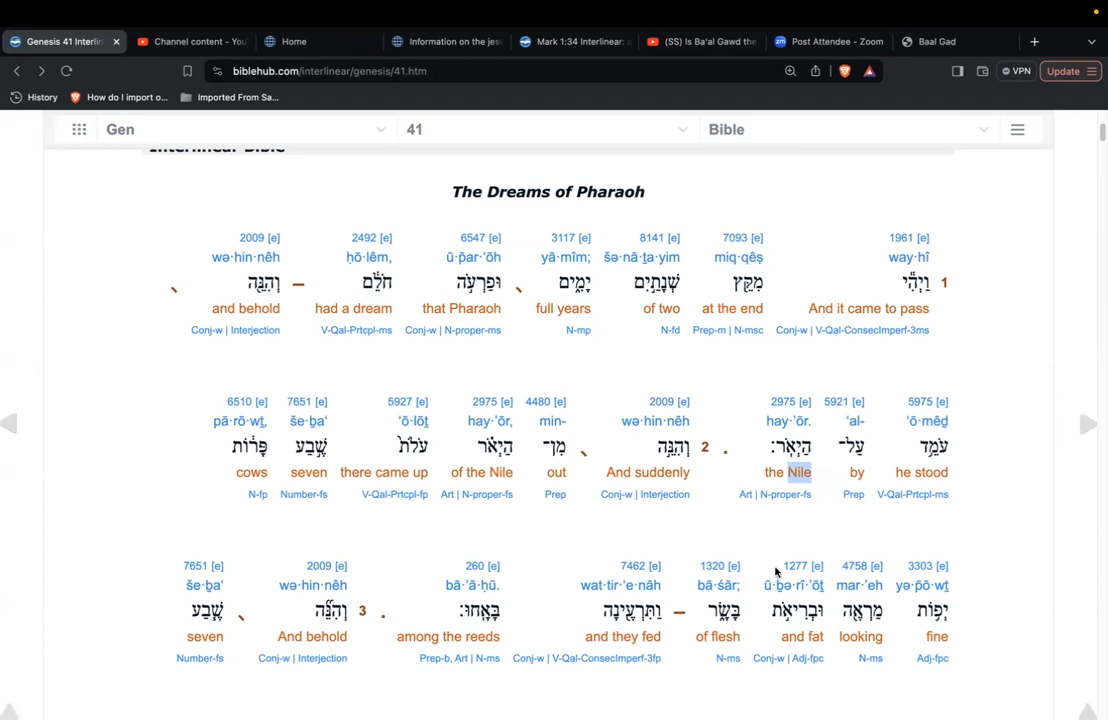 Genesis 41 Interlin
Channel content - You
Home
Information on the jes
Mark 1:34 Interlinear: a
(SS) Is Ba'al Gawd the
Post Attendee - Zoom
Baal Gad
biblehub.com/interlinear/genesis/41.htm
VPN
Update
History
How do I import o...
Imported From Sa...
Gen
41
Bible
Interlinear Bible
The Dreams of Pharaoh
2009 [e] 2492 [e] 6547 [e] 3117 [e] 8141 [e] 7093 [e] 1961 [e]
wə·hin·nêh ḥō·lêm, ū·p̄ar·‘ōh yā·mîm; šə·nā·ṯa·yim miq·qêṣ way·hî
1 וַיְהִ֕י מִקֵּ֖ץ שְׁנָתַ֣יִם יָמִ֑ים ، וּפַרְעֹ֣ה חֹלֵ֔ם – וְהִנֵּ֖ה ،
and behold had a dream that Pharaoh full years of two at the end And it came to pass
Conj-w | Interjection V-Qal-Prtcpl-ms Conj-w | N-proper-ms N-mp N-fd Prep-m | N-msc Conj-w | V-Qal-ConsecImperf-3ms
6510 [e] 7651 [e] 5927 [e] 2975 [e] 4480 [e] 2009 [e] 2975 [e] 5921 [e] 5975 [e]
pā·rō·wṯ, še·ḇa‘ ‘ō·lōṯ hay·’ōr, min- wə·hin·nêh hay·’ōr. ‘al- ‘ō·mêḏ
עֹמֵ֥ד עַל־ הַיְאֹֽר׃ . 2 וְהִנֵּ֣ה ، מִן־ הַיְאֹ֗ר עֹלֹת֙ שֶׁ֣בַע פָּר֔וֹת
cows seven there came up of the Nile out And suddenly the Nile by he stood
N-fp Number-fs V-Qal-Prtcpl-fp Art | N-proper-fs Prep Conj-w | Interjection Art | N-proper-fs Prep V-Qal-Prtcpl-ms
7651 [e] 2009 [e] 260 [e] 7462 [e] 1320 [e] 1277 [e] 4758 [e] 3303 [e]
še·ḇa‘ wə·hin·nêh bā·’ā·ḥū. wat·tir·‘e·nāh bā·śār; ū·ḇə·rî·’ōṯ mar·’eh yə·p̄ō·wṯ
יְפ֥וֹת מַרְאֶ֖ה וּבְרִיאֹ֣ת בָּשָׂ֑ר – וַתִּרְעֶ֖ינָה בָּאָֽחוּ׃ . 3 וְהִנֵּ֞ה ، שֶׁ֧בַע
seven And behold among the reeds and they fed of flesh and fat looking fine
Number-fs Conj-w | Interjection Prep-b, Art | N-ms Conj-w | V-Qal-ConsecImperf-3fp N-ms Conj-w | Adj-fpc N-ms Adj-fpc